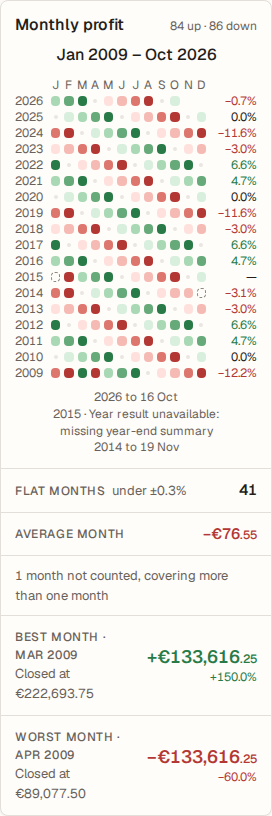 Monthly profit 84 up · 86 down
Jan 2009 – Oct 2026
J F M A M J J A S O N D
2026 −0.7%
2025 0.0%
2024 −11.6%
2023 −3.0%
2022 6.6%
2021 4.7%
2020 0.0%
2019 −11.6%
2018 −3.0%
2017 6.6%
2016 4.7%
2015 —
2014 −3.1%
2013 −3.0%
2012 6.6%
2011 4.7%
2010 0.0%
2009 −12.2%
2026 to 16 Oct
2015 · Year result unavailable:
missing year-end summary
2014 to 19 Nov
FLAT MONTHS under ±0.3% 41
AVERAGE MONTH −€76.55
1 month not counted, covering more
than one month
BEST MONTH ·
MAR 2009
Closed at
€222,693.75
+€133,616.25
+150.0%
WORST MONTH ·
APR 2009
Closed at
€89,077.50
−€133,616.25
−60.0%